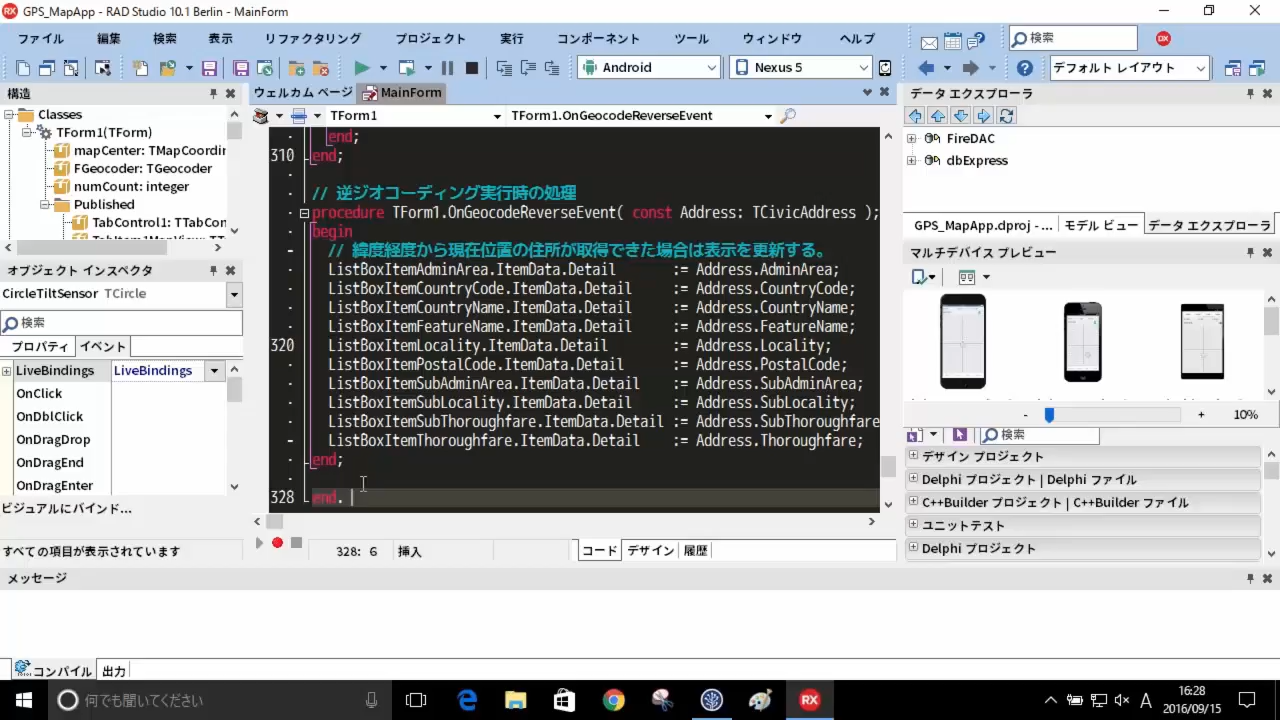 GPS_MapApp - RAD Studio 10.1 Berlin - MainForm
ファイル 編集 検索 表示 リファクタリング プロジェクト 実行 コンポーネント ツール ウィンドウ ヘルプ 検索
Android Nexus 5 デフォルト レイアウト
構造
Classes
TForm1(TForm)
mapCenter: TMapCoordin
FGeocoder: TGeocoder
numCount: integer
Published
TabControl1: TTabCon
オブジェクト インスペクタ
CircleTiltSensor TCircle
検索
プロパティ イベント
LiveBindings LiveBindings
OnClick
OnDblClick
OnDragDrop
OnDragEnd
OnDragEnter
ビジュアルにバインド...
すべての項目が表示されています
ウェルカム ページ MainForm
TForm1 TForm1.OnGeocodeReverseEvent
end;
310 end;
// 逆ジオコーディング実行時の処理
procedure TForm1.OnGeocodeReverseEvent( const Address: TCivicAddress );
begin
// 緯度経度から現在位置の住所が取得できた場合は表示を更新する。
ListBoxItemAdminArea.ItemData.Detail := Address.AdminArea;
ListBoxItemCountryCode.ItemData.Detail := Address.CountryCode;
ListBoxItemCountryName.ItemData.Detail := Address.CountryName;
ListBoxItemFeatureName.ItemData.Detail := Address.FeatureName;
320 ListBoxItemLocality.ItemData.Detail := Address.Locality;
ListBoxItemPostalCode.ItemData.Detail := Address.PostalCode;
ListBoxItemSubAdminArea.ItemData.Detail := Address.SubAdminArea;
ListBoxItemSubLocality.ItemData.Detail := Address.SubLocality;
ListBoxItemSubThoroughfare.ItemData.Detail := Address.SubThoroughfare
ListBoxItemThoroughfare.ItemData.Detail := Address.Thoroughfare;
end;
328 end.
328: 6 挿入 コード デザイン 履歴
データ エクスプローラ
FireDAC
dbExpress
GPS_MapApp.dproj - ... モデル ビュー データ エクスプローラ
マルチデバイス プレビュー
- + 10%
検索
デザイン プロジェクト
Delphi プロジェクト | Delphi ファイル
C++Builder プロジェクト | C++Builder ファイル
ユニットテスト
Delphi プロジェクト
メッセージ
コンパイル 出力
何でも聞いてください
A 16:28
2016/09/15